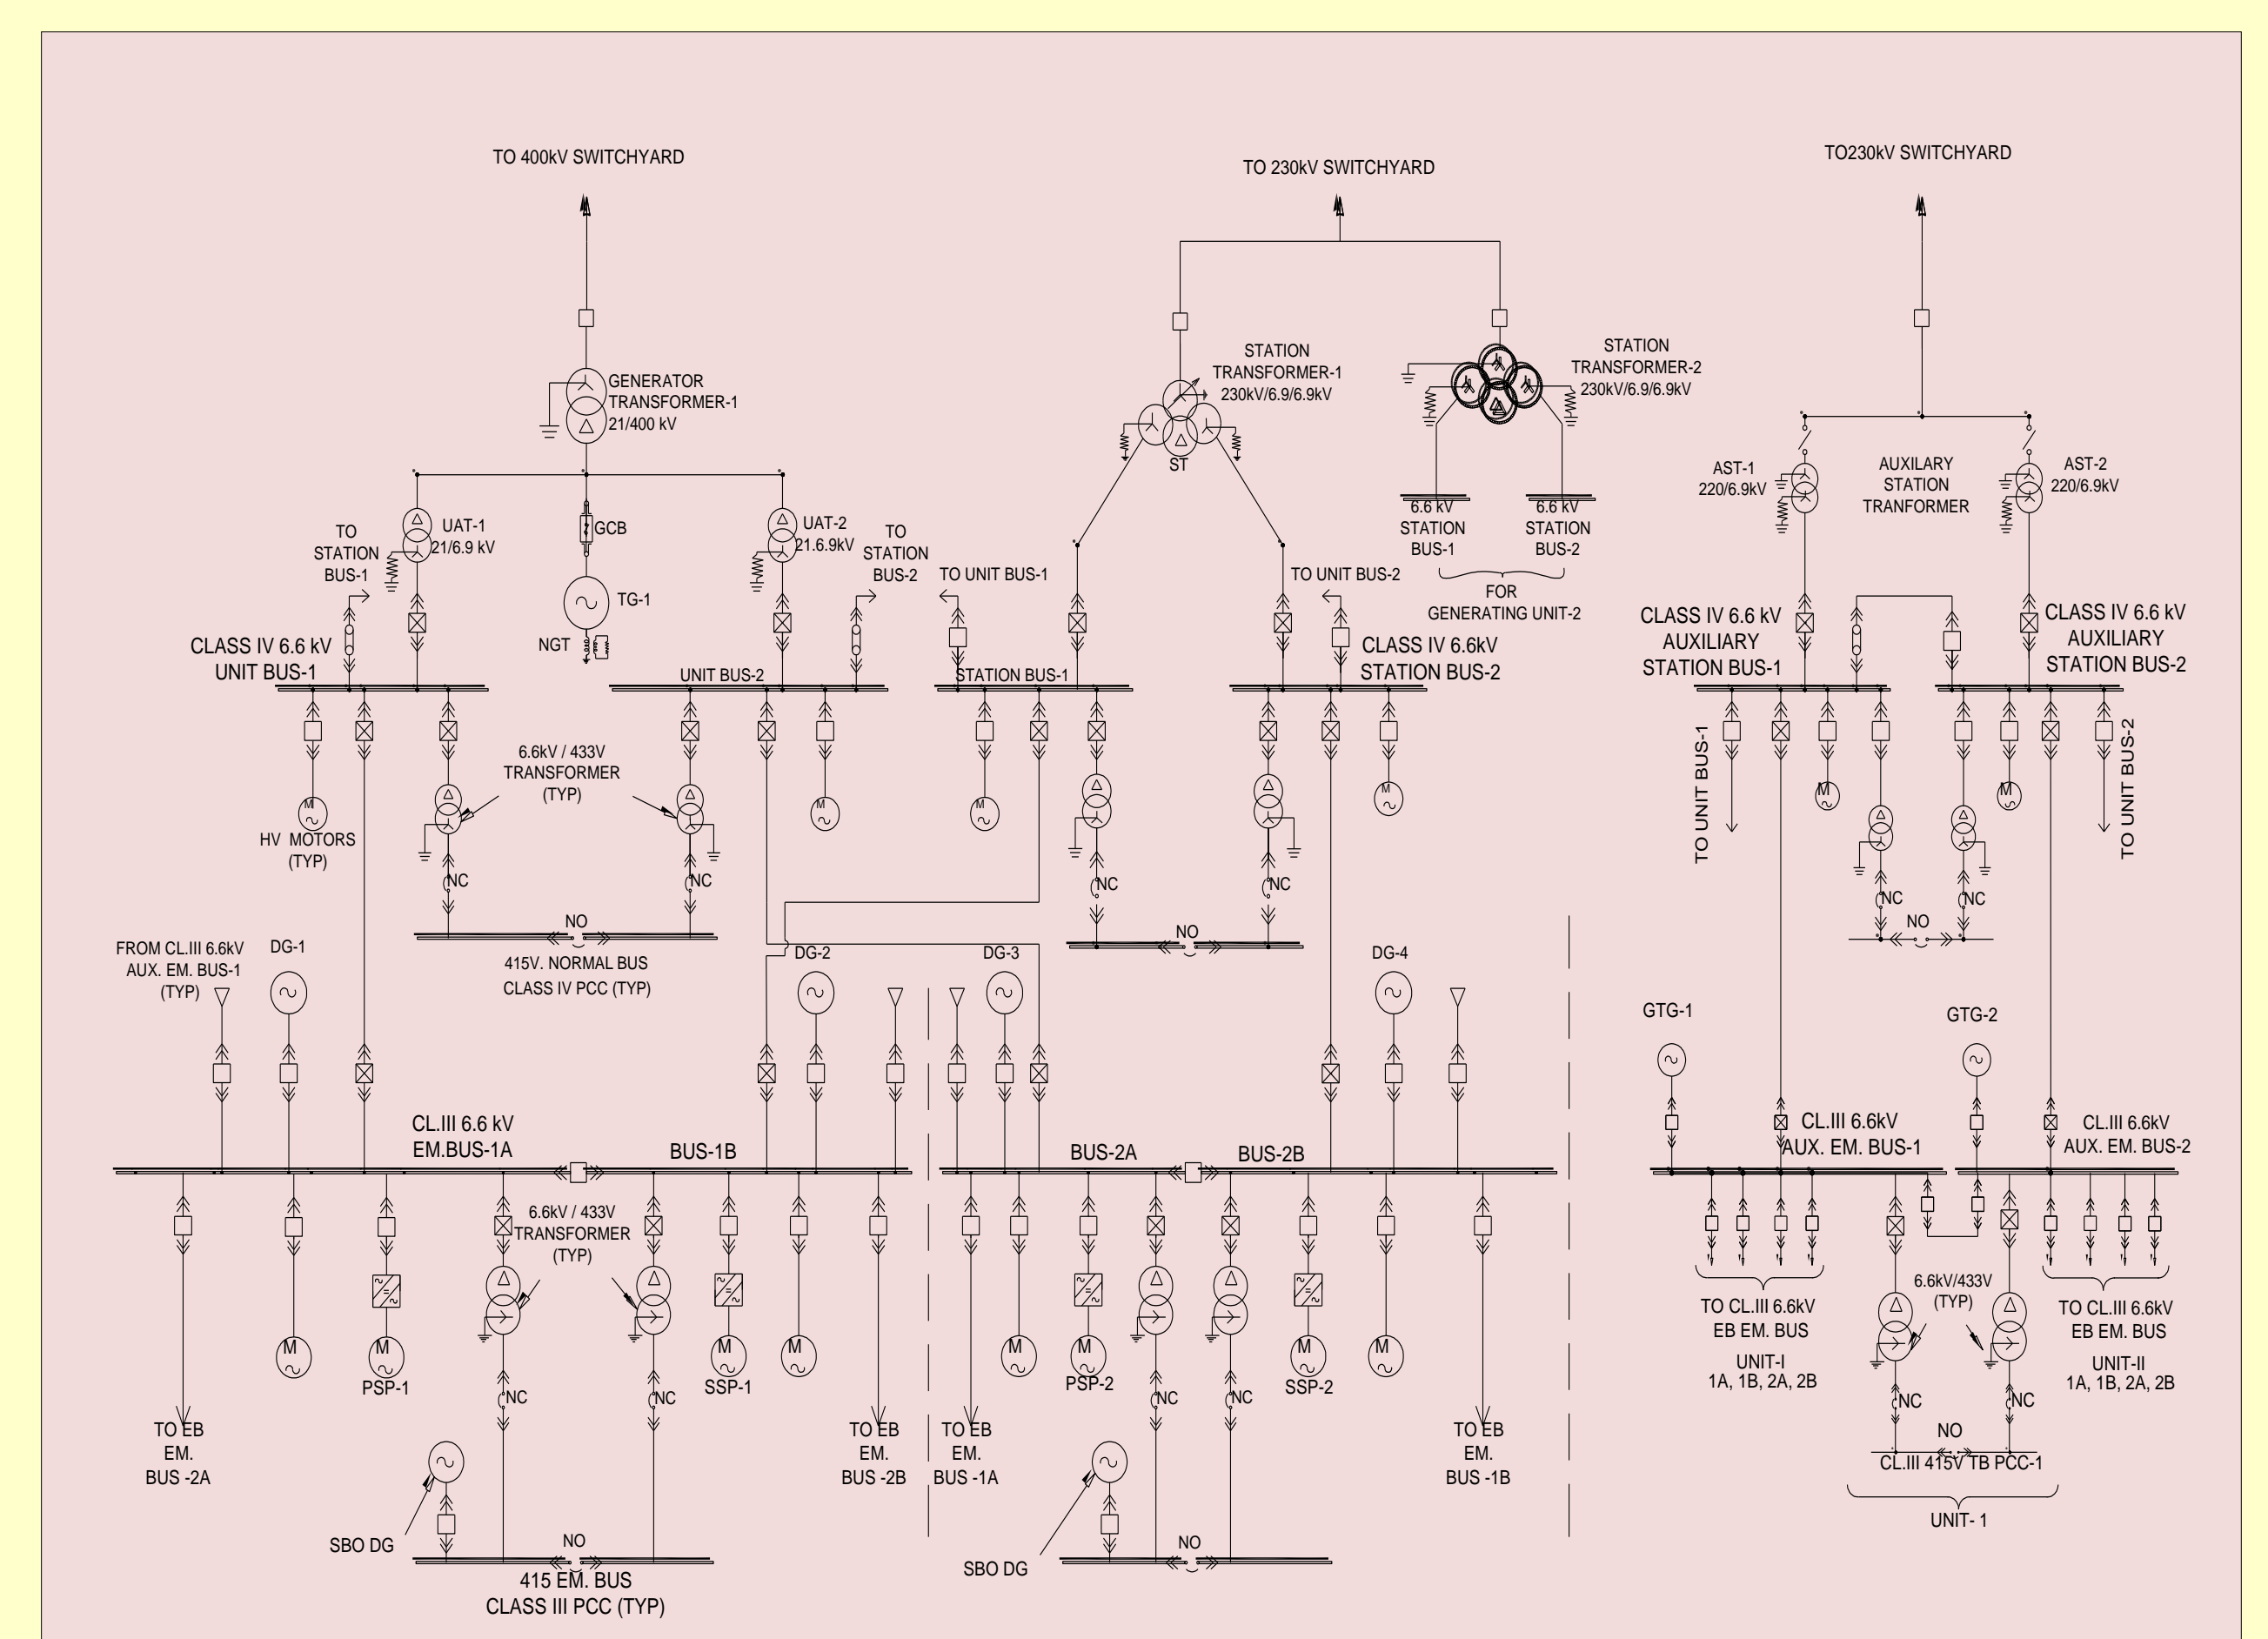 TO 400kV SWITCHYARD
TO 230kV SWITCHYARD
TO230kV SWITCHYARD
GENERATOR
TRANSFORMER-1
21/400 kV
STATION
TRANSFORMER-1
230kV/6.9/6.9kV
STATION
TRANSFORMER-2
230kV/6.9/6.9kV
ST
AST-1
220/6.9kV
AUXILARY
STATION
TRANFORMER
AST-2
220/6.9kV
TO
STATION
BUS-1
UAT-1
21/6.9 kV
GCB
UAT-2
21.6.9kV
TO
STATION
BUS-2
TO UNIT BUS-1
TO UNIT BUS-2
6.6 kV
STATION
BUS-1
6.6 kV
STATION
BUS-2
FOR
GENERATING UNIT-2
TG-1
NGT
CLASS IV 6.6 kV
UNIT BUS-1
UNIT BUS-2
STATION BUS-1
CLASS IV 6.6kV
STATION BUS-2
CLASS IV 6.6 kV
AUXILIARY
STATION BUS-1
CLASS IV 6.6 kV
AUXILIARY
STATION BUS-2
6.6kV / 433V
TRANSFORMER
(TYP)
M
HV MOTORS
(TYP)
M
M
M
M
M
TO UNIT BUS-1
TO UNIT BUS-2
NC
NC
NC
NC
NC
NC
NO
NO
NO
415V. NORMAL BUS
CLASS IV PCC (TYP)
FROM CL.III 6.6kV
AUX. EM. BUS-1
(TYP)
DG-1
DG-2
DG-3
DG-4
GTG-1
GTG-2
CL.III 6.6 kV
EM.BUS-1A
BUS-1B
BUS-2A
BUS-2B
CL.III 6.6kV
AUX. EM. BUS-1
CL.III 6.6kV
AUX. EM. BUS-2
6.6kV / 433V
TRANSFORMER
(TYP)
M
M
PSP-1
M
SSP-1
M
M
M
PSP-2
M
SSP-2
M
6.6kV/433V
(TYP)
TO CL.III 6.6kV
EB EM. BUS
UNIT-I
1A, 1B, 2A, 2B
TO CL.III 6.6kV
EB EM. BUS
UNIT-II
1A, 1B, 2A, 2B
NC
NC
NC
NC
NC
NC
TO EB
EM.
BUS -2A
TO EB
EM.
BUS -2B
TO EB
EM.
BUS -1A
TO EB
EM.
BUS -1B
NO
CL.III 415V TB PCC-1
UNIT- 1
SBO DG
NO
415 EM. BUS
CLASS III PCC (TYP)
SBO DG
NO